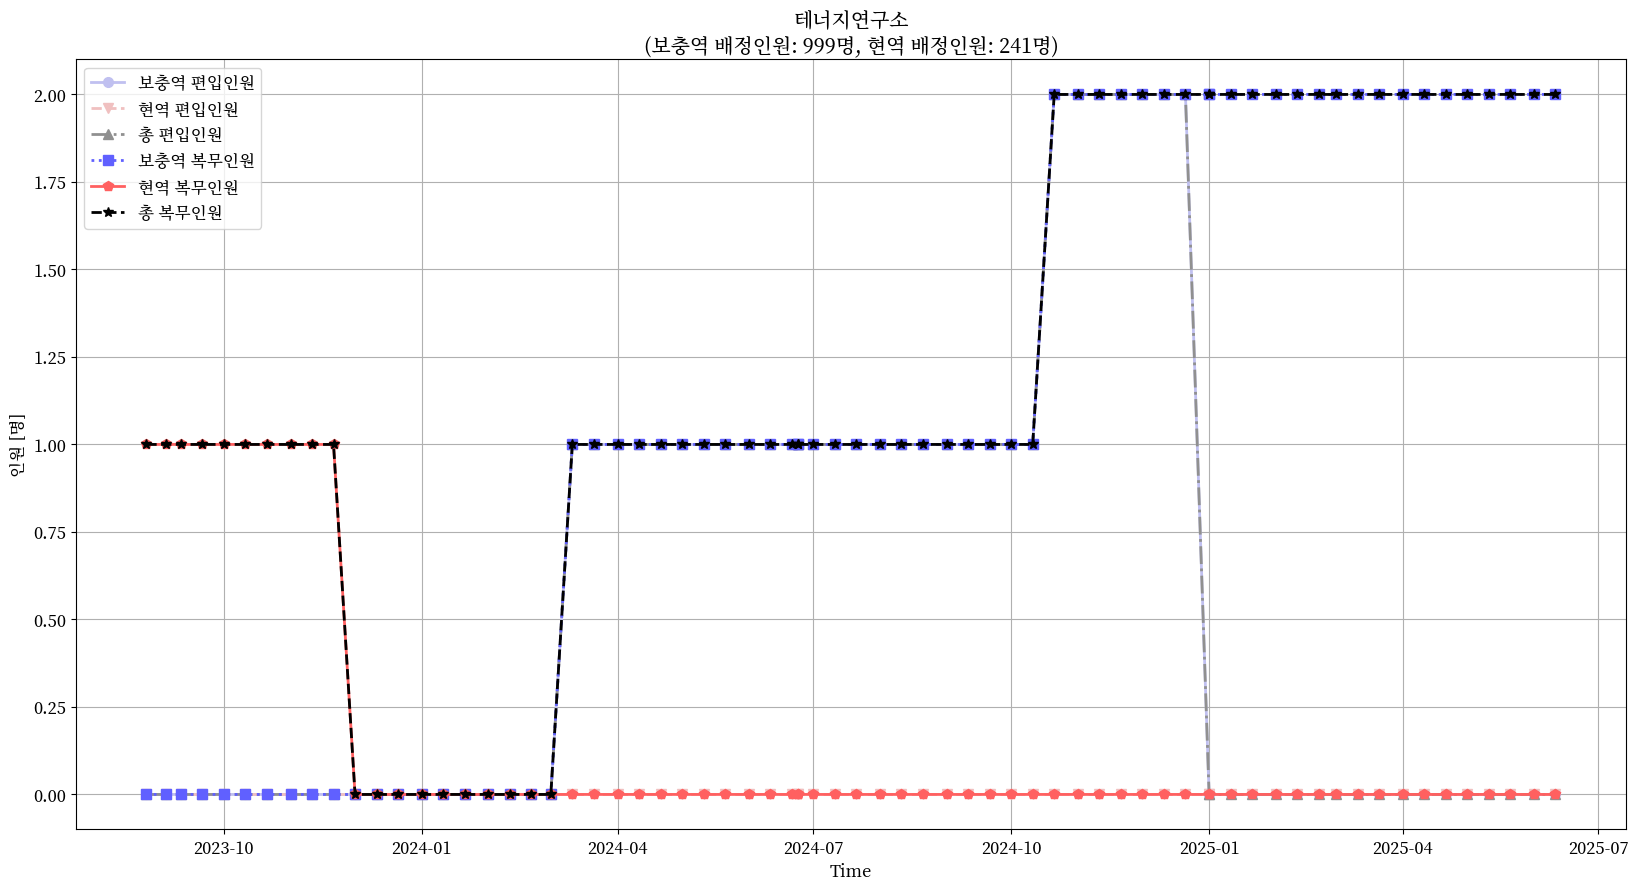 테너지연구소
(보충역 배정인원: 999명, 현역 배정인원: 241명)
보충역 편입인원
현역 편입인원
총 편입인원
보충역 복무인원
현역 복무인원
총 복무인원
인원 [명]
2.00
1.75
1.50
1.25
1.00
0.75
0.50
0.25
0.00
2023-10
2024-01
2024-04
2024-07
2024-10
2025-01
2025-04
2025-07
Time